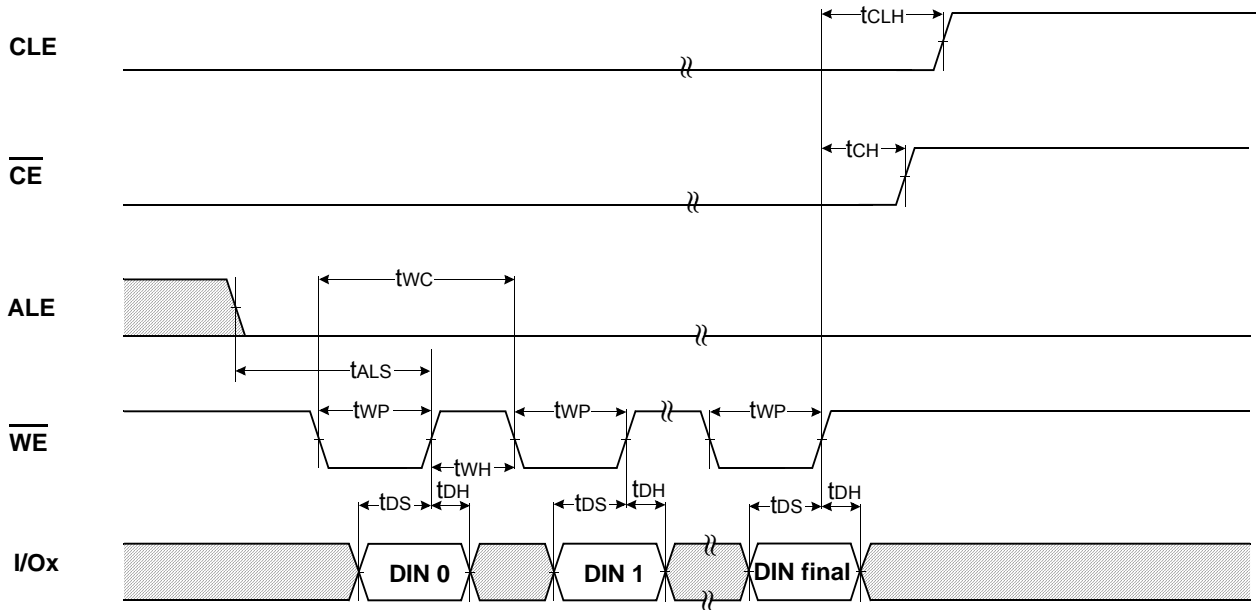 tCLH
CLE
tCH
CE
tWC
ALE
tALS
tWP tWP tWP
WE
tWH
tDS tDH tDS tDH tDS tDH
I/Ox DIN 0 DIN 1 DIN final